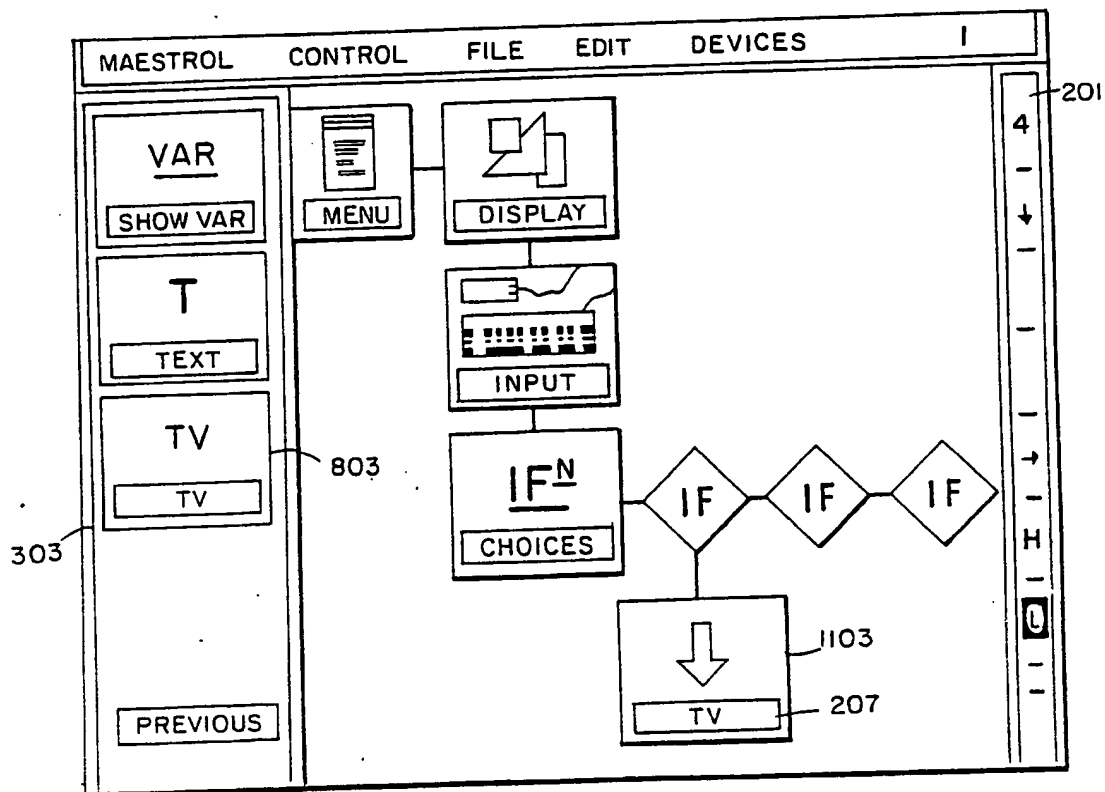 MAESTROL CONTROL FILE EDIT DEVICES I
201
4
VAR
SHOW VAR
MENU
DISPLAY
T
TEXT
INPUT
TV
TV
803
303
IF^N
CHOICES
IF IF IF
H
L
1103
TV
207
PREVIOUS